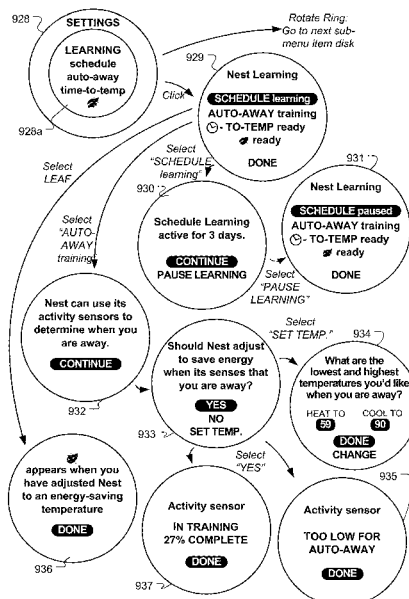 928
SETTINGS
LEARNING
schedule
auto-away
time-to-temp
928a
Rotate Ring:
Go to next sub-
menu item disk
Click
929
Nest Learning
SCHEDULE learning
AUTO-AWAY training
- TO-TEMP ready
ready
DONE
Select
LEAF
Select
"SCHEDULE
learning"
Select
"AUTO-
AWAY
training"
930
Schedule Learning
active for 3 days.
CONTINUE
PAUSE LEARNING
Select
"PAUSE
LEARNING"
931
Nest Learning
SCHEDULE paused
AUTO-AWAY training
- TO-TEMP ready
ready
DONE
Nest can use its
activity sensors to
determine when you
are away.
CONTINUE
932
Should Nest adjust
to save energy
when its senses that
you are away?
YES
NO
SET TEMP.
933
Select
"SET TEMP."
934
What are the
lowest and highest
temperatures you'd like
when you are away?
HEAT TO COOL TO
59 90
DONE
CHANGE
Select
"YES"
appears when you
have adjusted Nest
to an energy-saving
temperature
DONE
936
Activity sensor
IN TRAINING
27% COMPLETE
DONE
937
935
Activity sensor
TOO LOW FOR
AUTO-AWAY
DONE